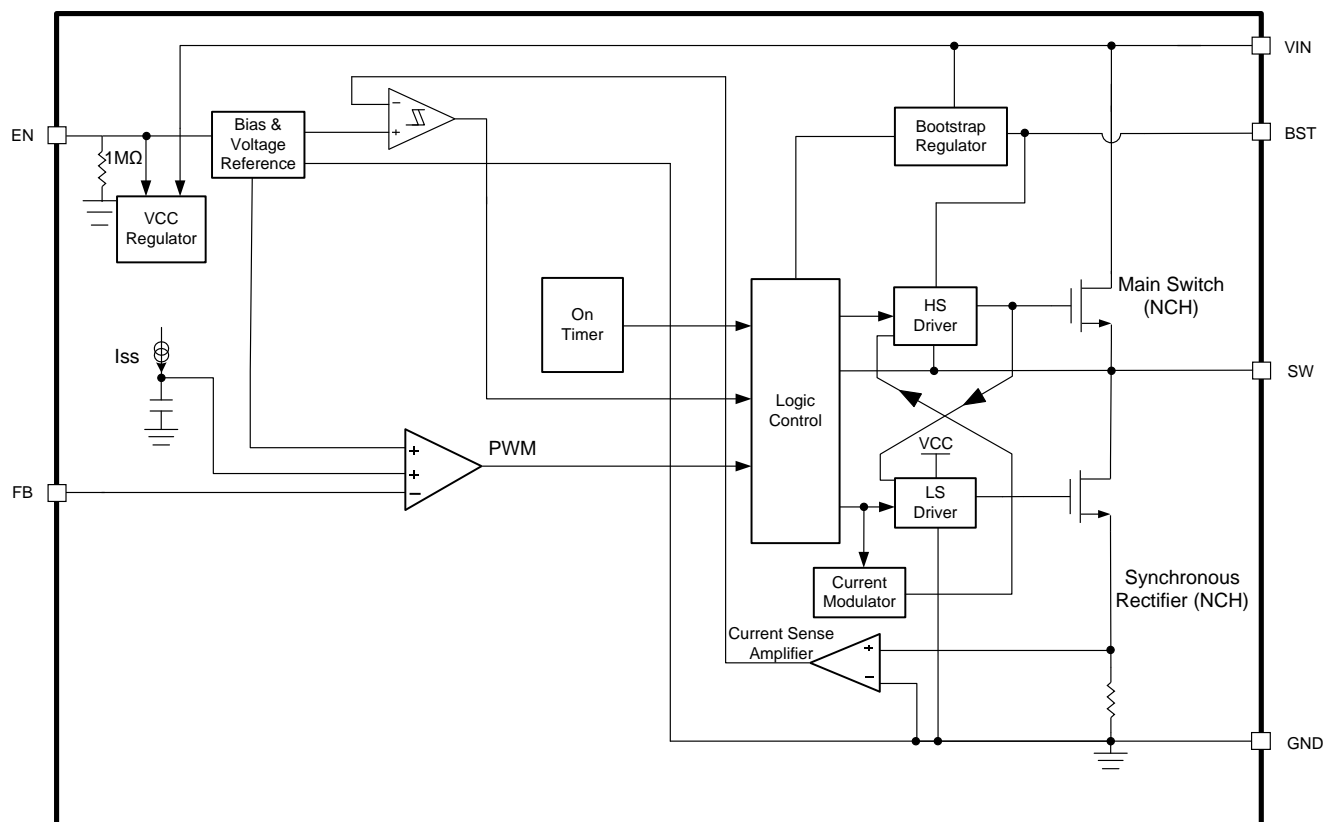 VIN
EN
Bias &
Voltage
Reference
−
+
Bootstrap
Regulator
BST
1MΩ
VCC
Regulator
On
Timer
HS
Driver
Main Switch
(NCH)
Iss
SW
Logic
Control
+
+
−
PWM
VCC
FB
LS
Driver
Current
Modulator
Synchronous
Rectifier (NCH)
Current Sense
Amplifier
+
−
GND